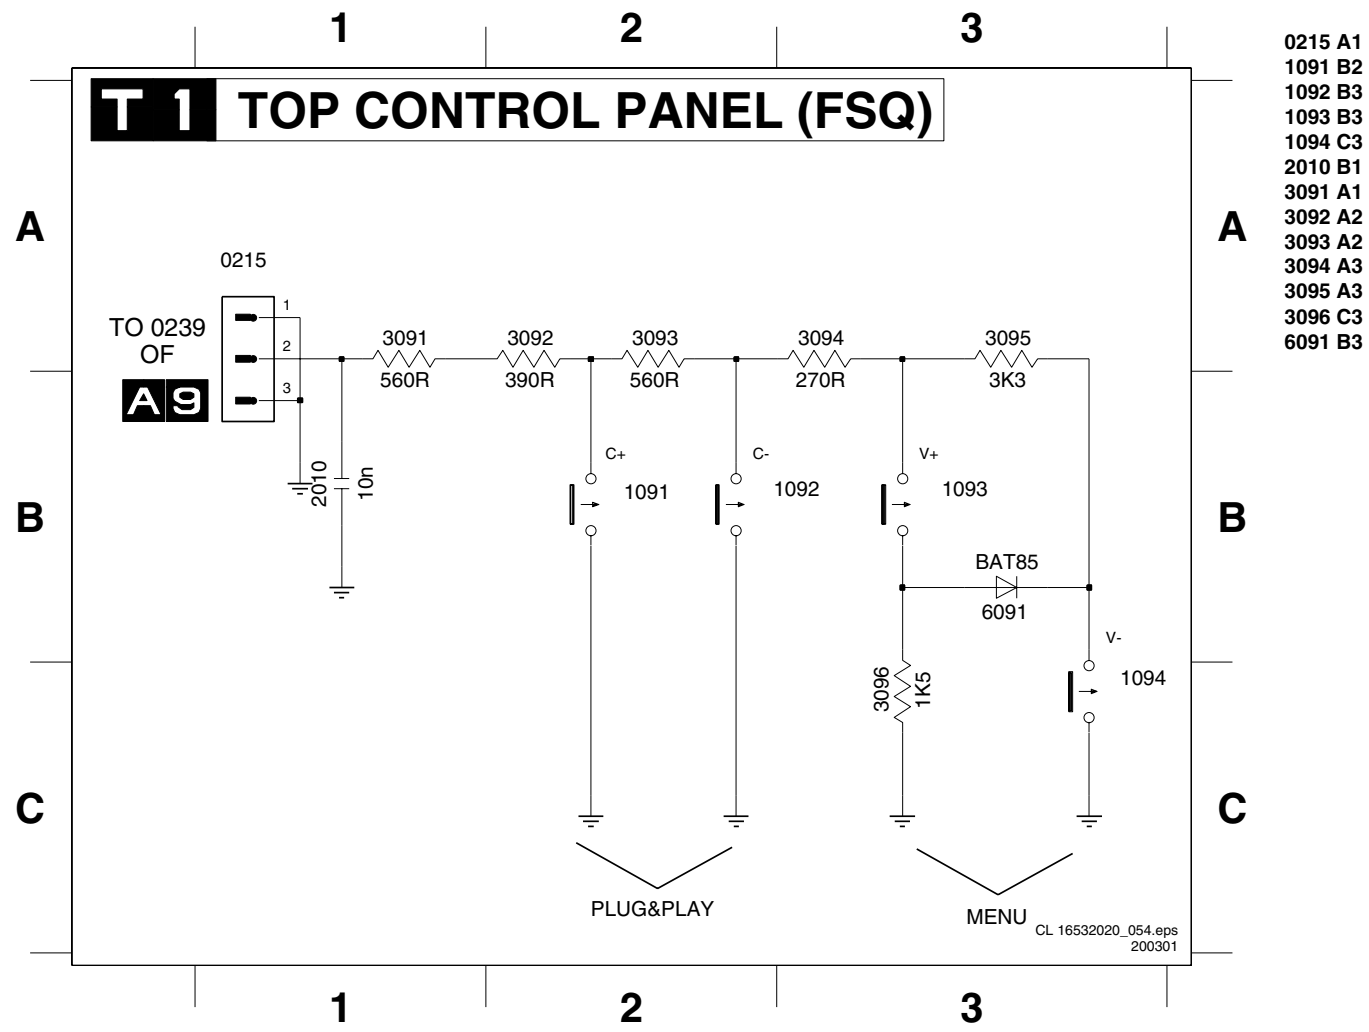 1 2 3
0215 A1
1091 B2
1092 B3
1093 B3
1094 C3
2010 B1
3091 A1
3092 A2
3093 A2
3094 A3
3095 A3
3096 C3
6091 B3
T 1 TOP CONTROL PANEL (FSQ)
A A
0215
TO 0239
OF
A 9
1
2
3
3091
560R
3092
390R
3093
560R
3094
270R
3095
3K3
2010
10n
C+
1091
C-
1092
V+
1093
B B
BAT85
6091
V-
1094
3096
1K5
C C
PLUG&PLAY
MENU
CL 16532020_054.eps
200301
1 2 3